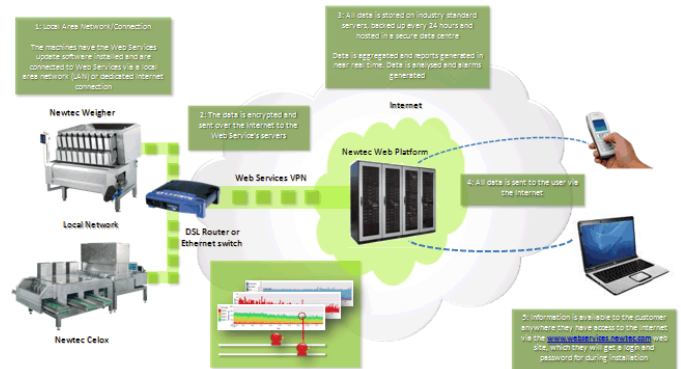 1: Local Area Network/Connection
The machines have the Web Services
update software installed and are
connected to Web Services via a local
area network (LAN) or dedicated Internet
connection
3: All data is stored on industry standard
servers, backed up every 24 hours and
hosted in a secure data centre
Data is aggregated and reports generated in
near real time. Data is analysed and alarms
generated
Newtec Weigher
2: The data is encrypted and
sent over the internet to the
Web Service's servers
Internet
Newtec Web Platform
Web Services VPN
4: All data is sent to the user via
the Internet
Local Network
DSL Router or
Ethernet switch
Newtec Celox
5: Information is available to the customer
anywhere they have access to the Internet
via the www.webservices.newtec.com web
site, which they will get a logon and
password for during installation